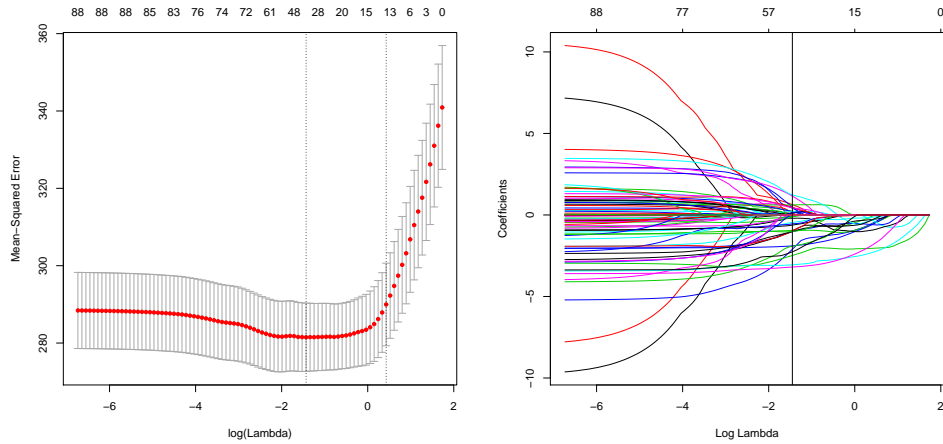 88 88 88 85 83 76 74 72 61 48 28 20 15 13 6 3 0
360
340
320
300
280
Mean−Squared Error
−6 −4 −2 0 2
log(Lambda)
88 77 57 15 0
10
5
0
−5
−10
Coefficients
−6 −4 −2 0 2
Log Lambda